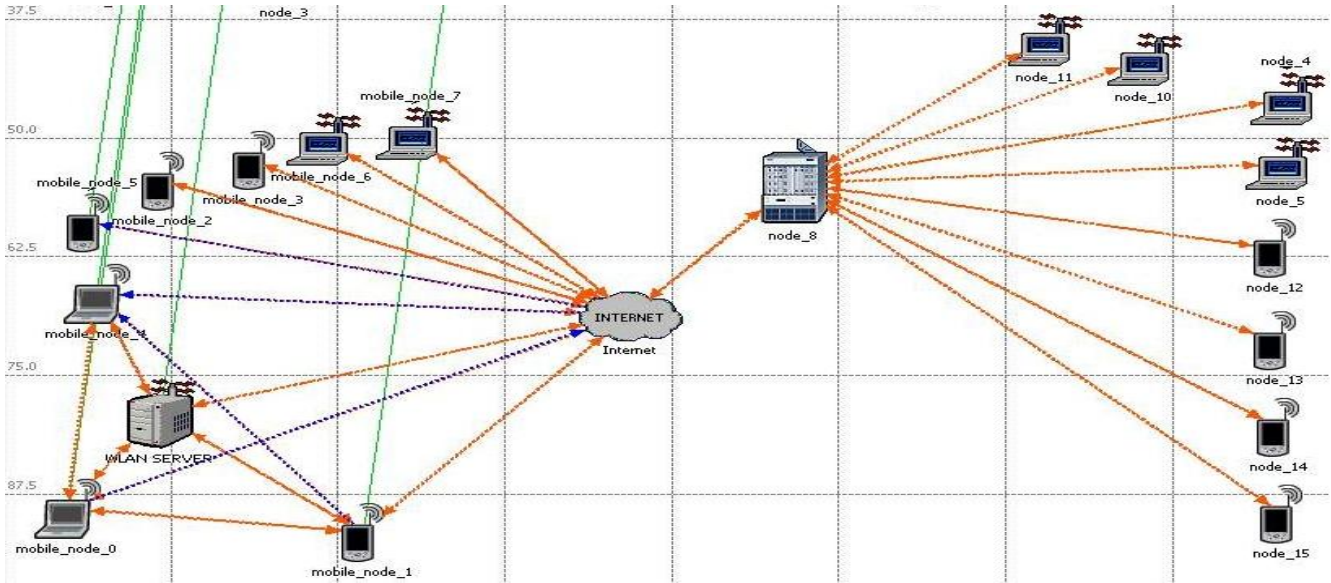 37.5
node_3
node_11
node_4
node_10
mobile_node_7
50.0
mobile_node_6
mobile_node_5
mobile_node_3
node_5
mobile_node_2
node_8
62.5
node_12
INTERNET
mobile_node_4
Internet
75.0
node_13
WLAN SERVER
node_14
87.5
mobile_node_0
node_15
mobile_node_1